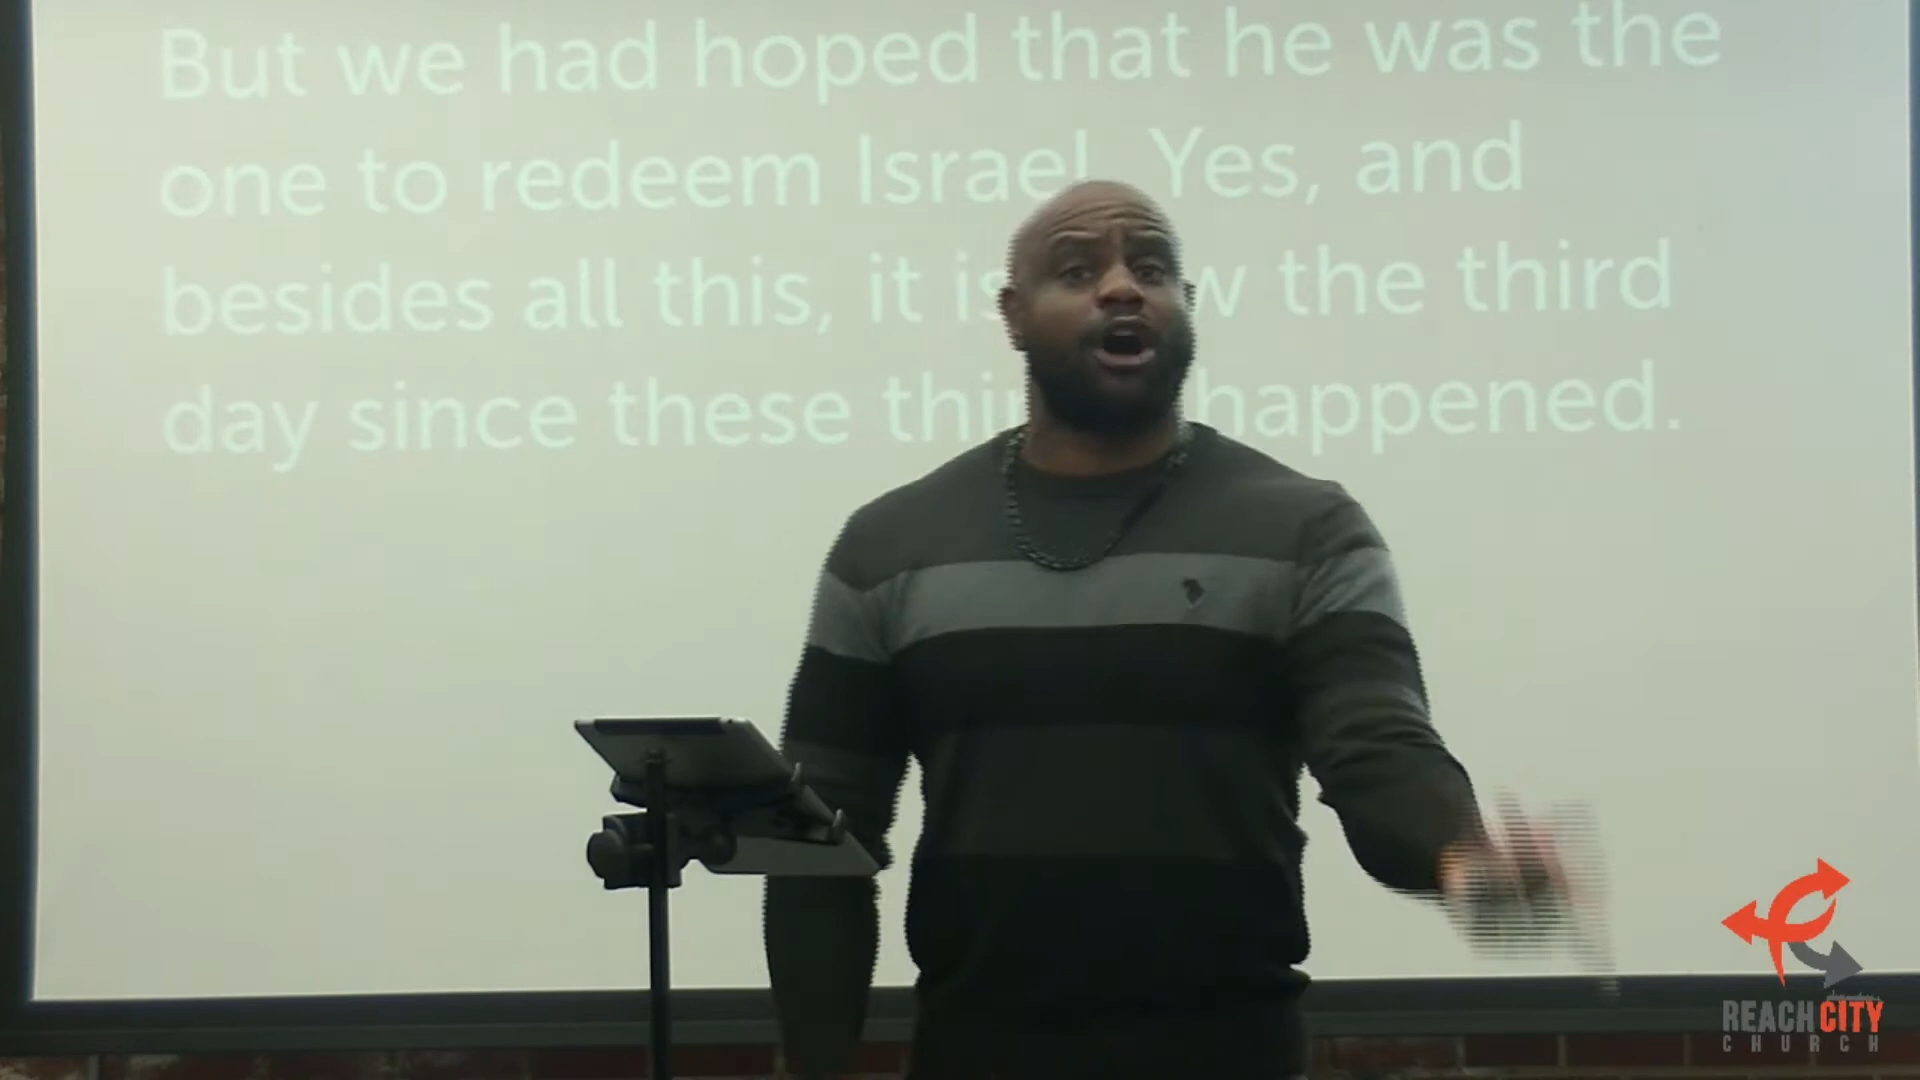 But we had hoped that he was the
one to redeem Israel. Yes, and
besides all this, it is the third
day since these happened.
REACH CITY
CHURCH